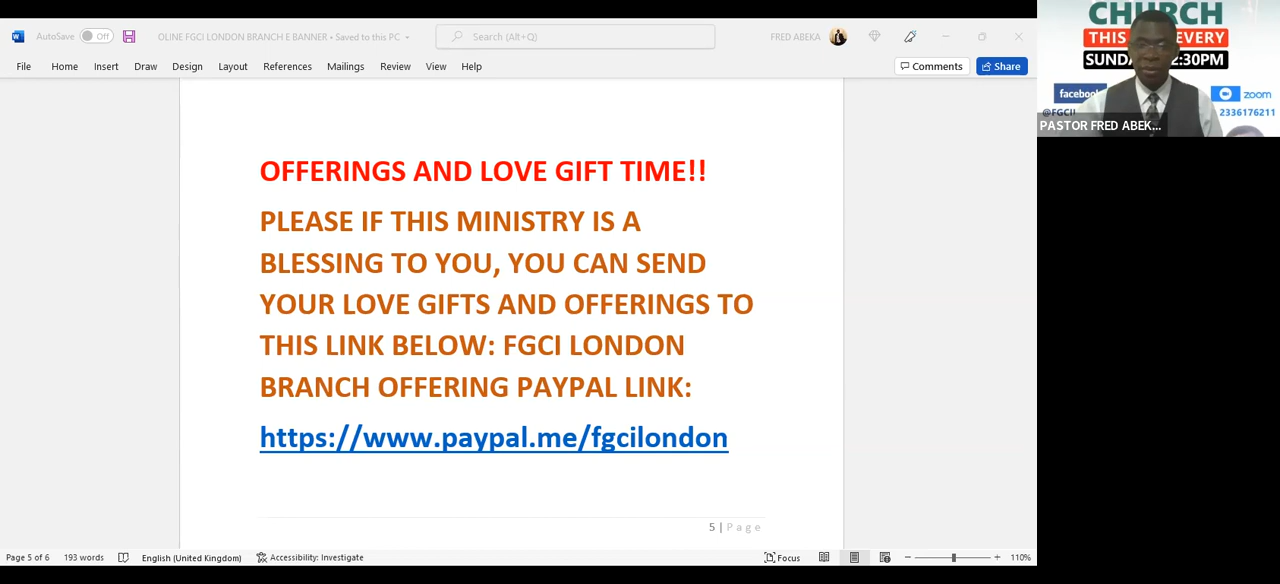 AutoSave Off OLINE FGCI LONDON BRANCH E BANNER • Saved to this PC Search (Alt+Q) FRED ABEKA
File Home Insert Draw Design Layout References Mailings Review View Help Comments Share
OFFERINGS AND LOVE GIFT TIME!!
PLEASE IF THIS MINISTRY IS A
BLESSING TO YOU, YOU CAN SEND
YOUR LOVE GIFTS AND OFFERINGS TO
THIS LINK BELOW: FGCI LONDON
BRANCH OFFERING PAYPAL LINK:
https://www.paypal.me/fgcilondon
5 | Page
Page 5 of 6 193 words English (United Kingdom) Accessibility: Investigate Focus 110%
CHURCH
THIS EVERY
SUND 2:30PM
facebook zoom
@FGCI 2336176211
PASTOR FRED ABEK...